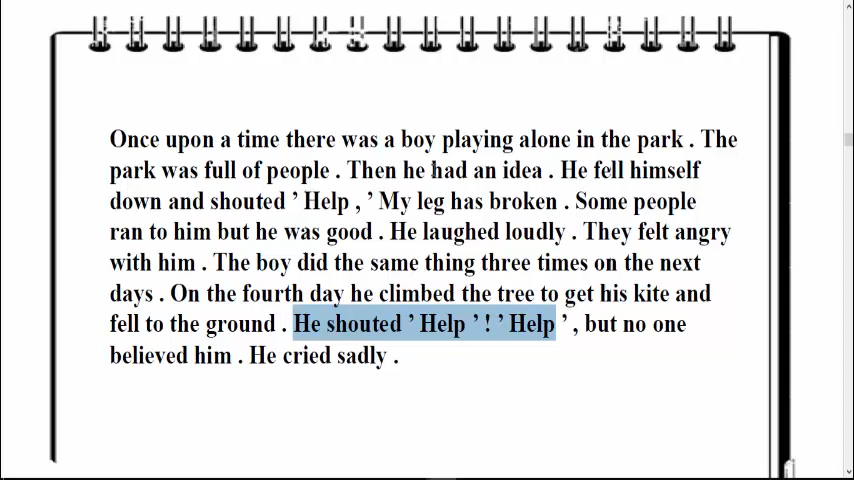 Once upon a time there was a boy playing alone in the park . The
park was full of people . Then he had an idea . He fell himself
down and shouted ’ Help , ’ My leg has broken . Some people
ran to him but he was good . He laughed loudly . They felt angry
with him . The boy did the same thing three times on the next
days . On the fourth day he climbed the tree to get his kite and
fell to the ground . He shouted ’ Help ’ ! ’ Help ’ , but no one
believed him . He cried sadly .